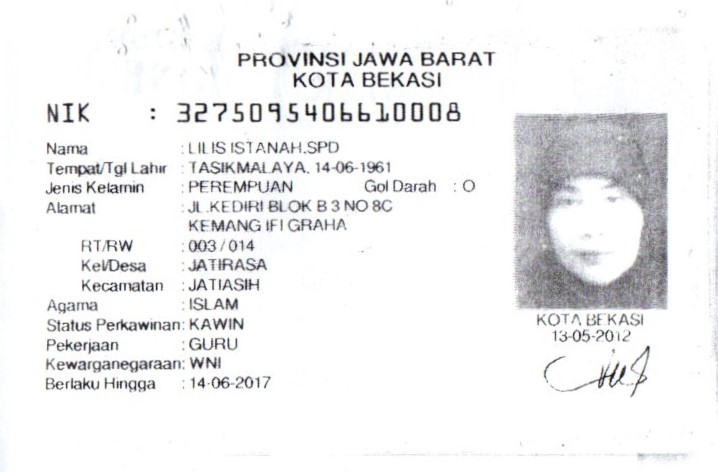 PROVINSI JAWA BARAT
KOTA BEKASI
NIK : 3275095406610008
Nama : LILIS ISTANAH.SPD
Tempat/Tgl Lahir : TASIKMALAYA. 14-06-1961
Jenis Kelamin : PEREMPUAN Gol Darah : O
Alamat : JL.KEDIRI BLOK B 3 NO 8C
KEMANG IFI GRAHA
RT/RW : 003 / 014
Kel/Desa : JATIRASA
Kecamatan : JATIASIH
Agama : ISLAM
Status Perkawinan: KAWIN
Pekerjaan : GURU
Kewarganegaraan: WNI
Berlaku Hingga : 14-06-2017
KOTA BEKASI
13-05-2012